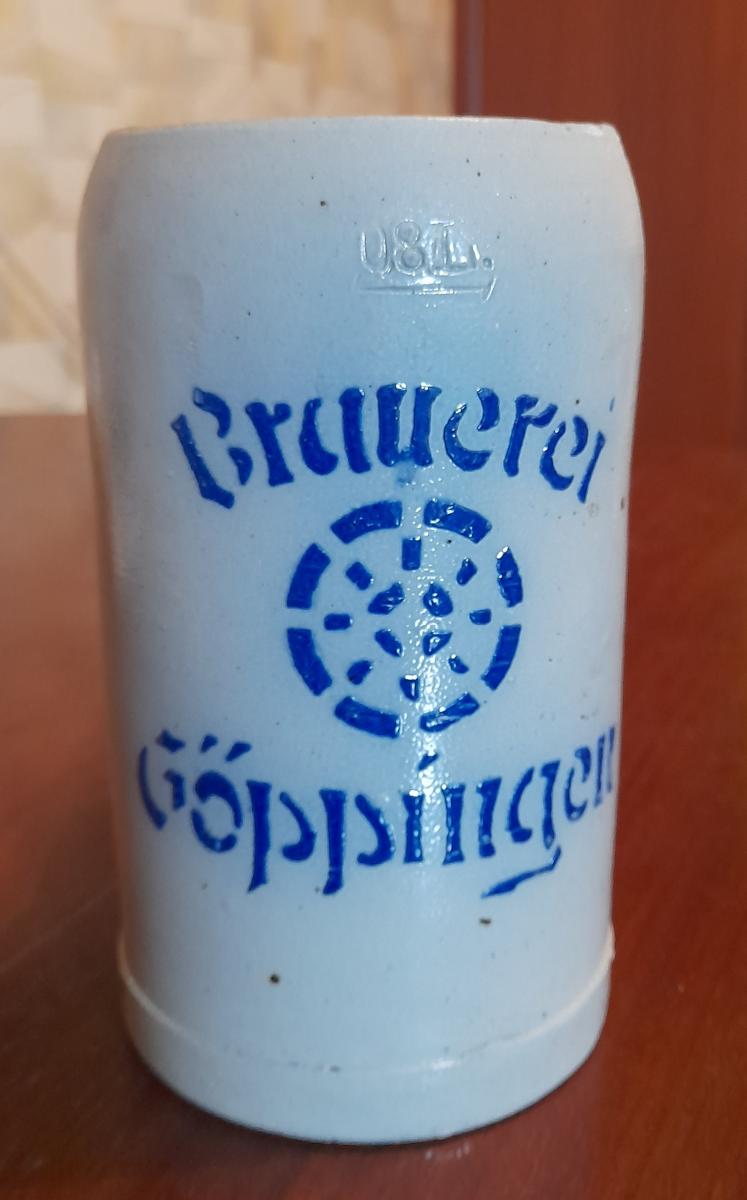 0,8 L.
Brauerei
Göppingen